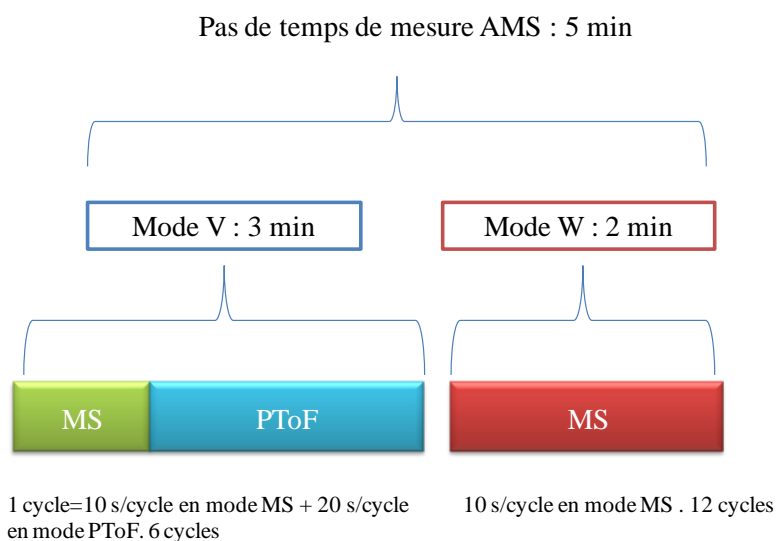 Pas de temps de mesure AMS : 5 min
Mode V : 3 min
Mode W : 2 min
MS
PToF
MS
1 cycle=10 s/cycle en mode MS + 20 s/cycle
en mode PToF. 6 cycles
10 s/cycle en mode MS . 12 cycles